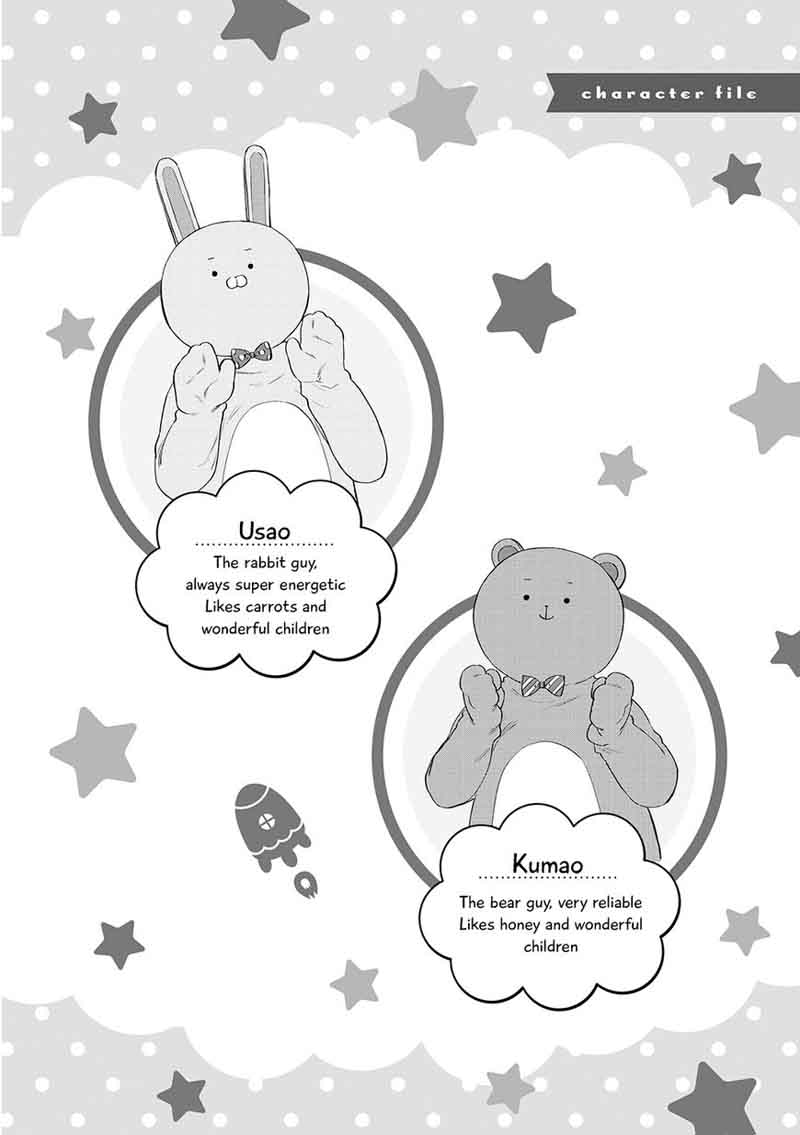 character file
Usao
The rabbit guy,
always super energetic
Likes carrots and
wonderful children
Kumao
The bear guy, very reliable
Likes honey and wonderful
children